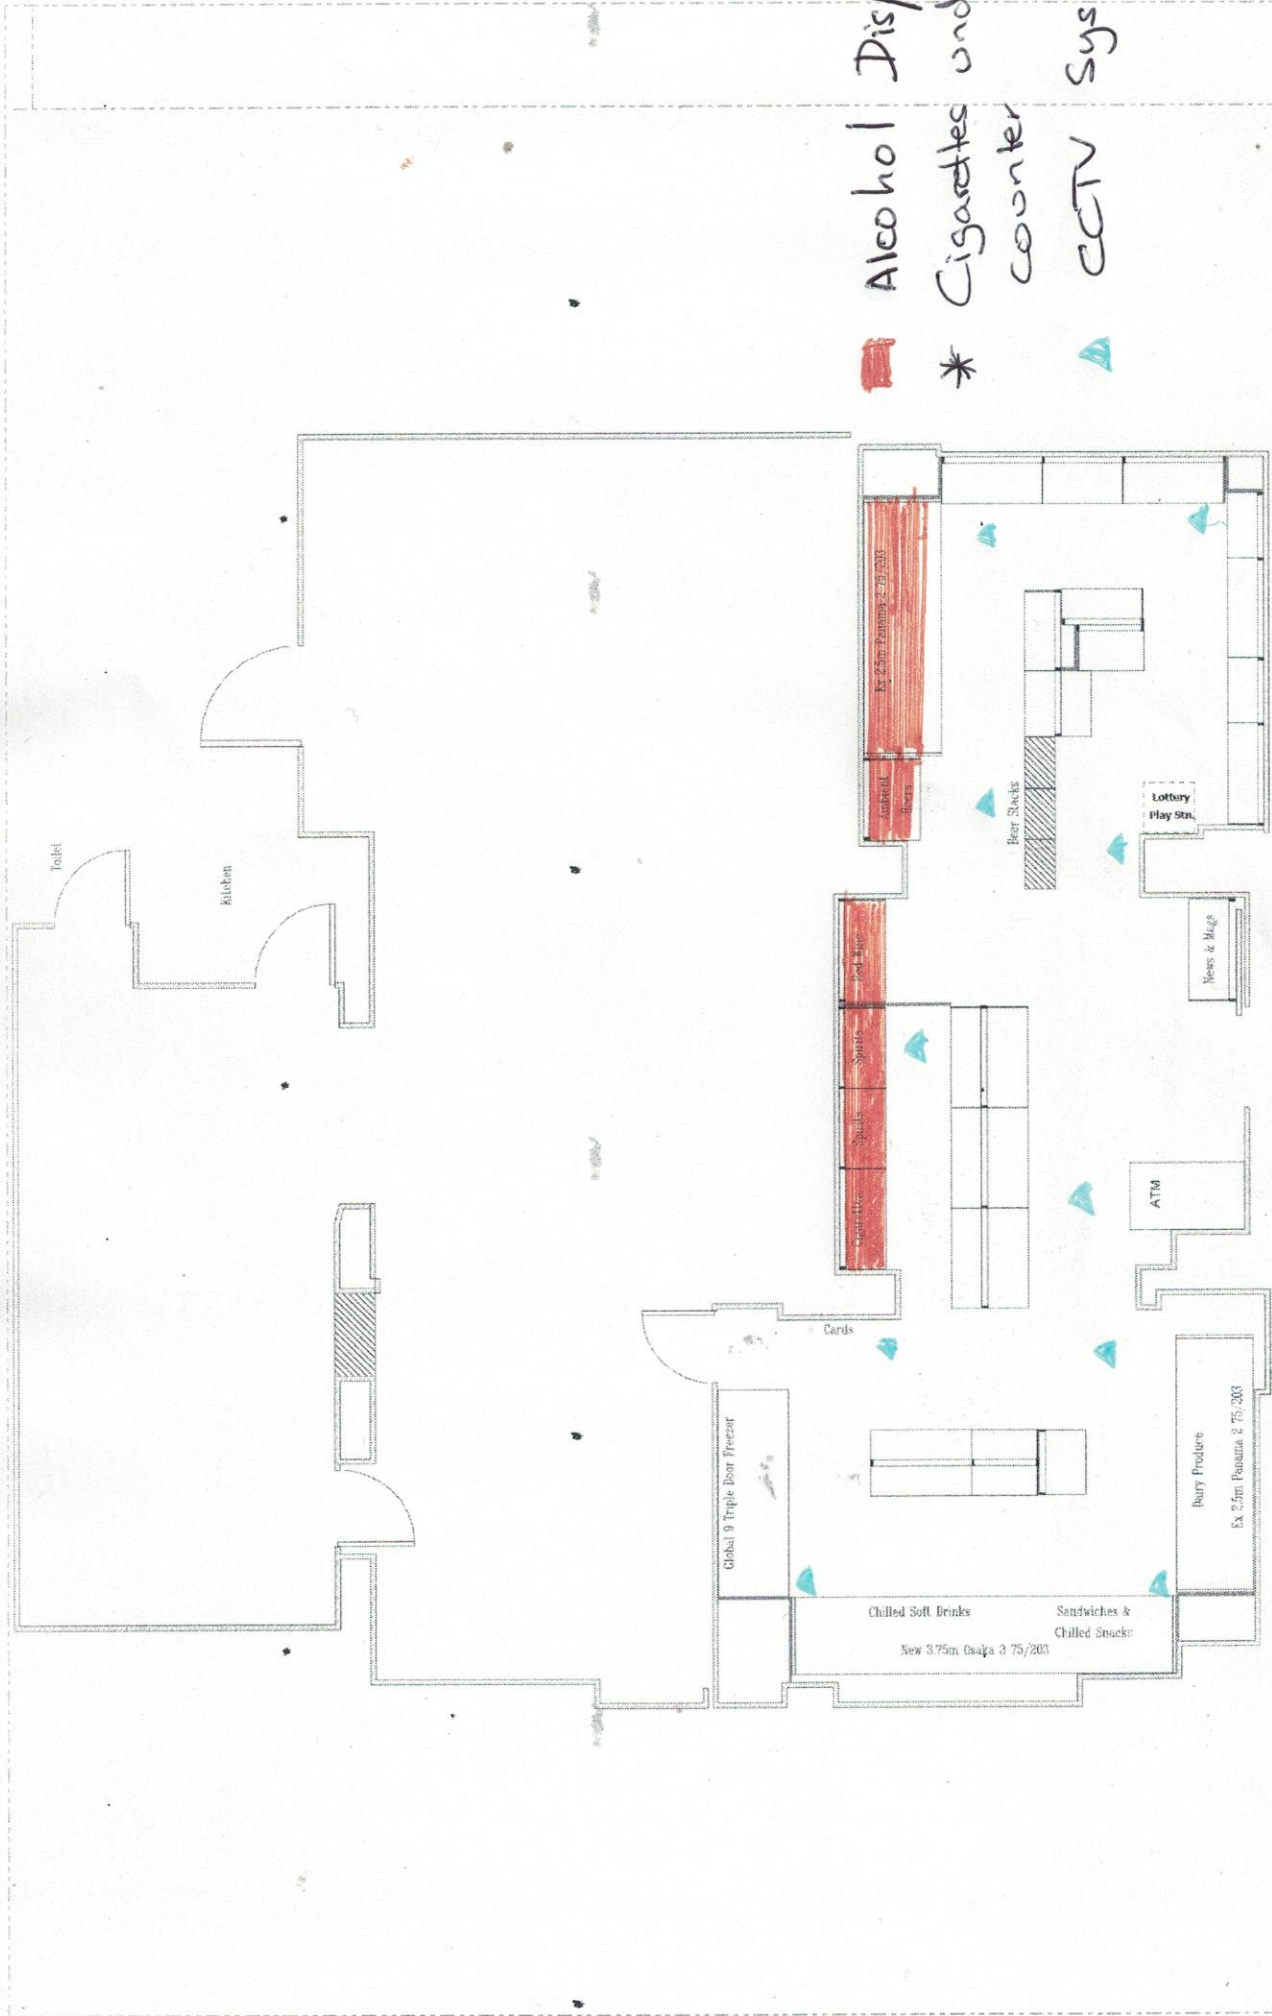 Alcohol Dis
* Cigarettes und
counter
CCTV Sys
Toilet
Kitchen
Ex 2.5m Panama 2 75/203
Ambient
Beers
Beer Stacks
Lottery
Play Stn.
Red Wine
News & Mags
Spirits
Spirits
ATM
Cards
Global 9 Triple Door Freezer
Dairy Produce
Ex 2.5m Panama 2 75/203
Chilled Soft Drinks
Sandwiches &
Chilled Snacks
New 3.75m Osaka 3 75/203